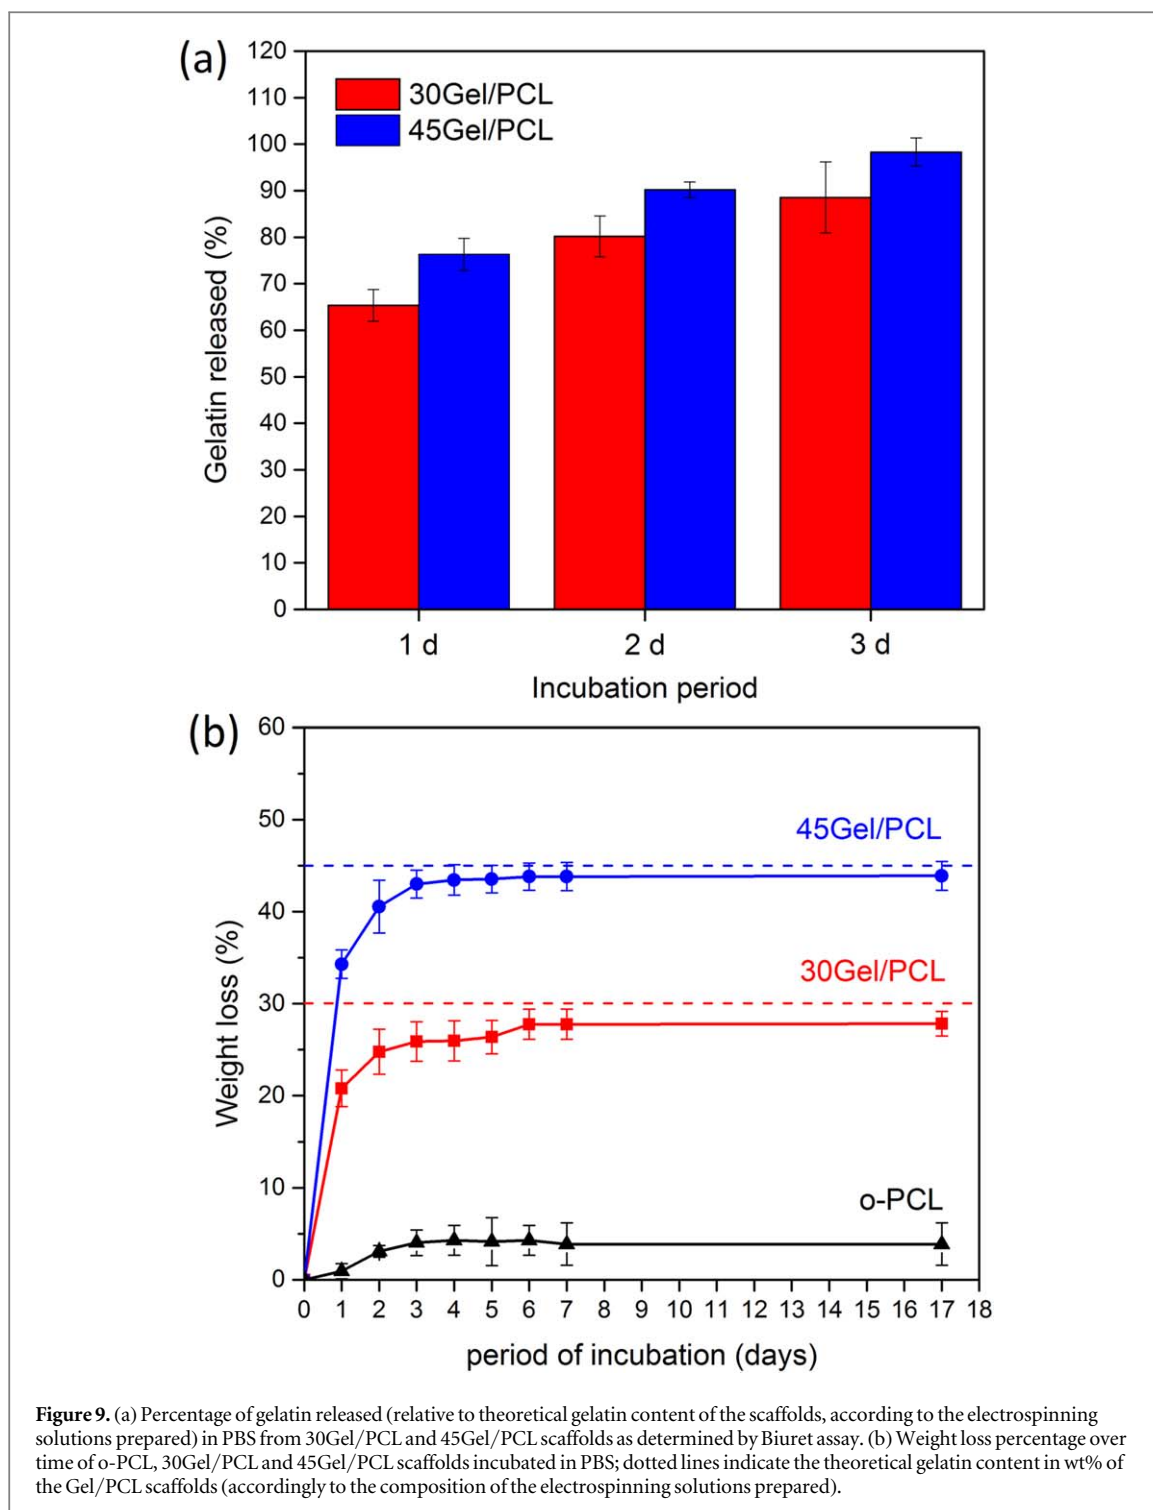 (a)
120
110
100
90
80
70
60
50
40
30
20
10
0
Gelatin released (%)
30Gel/PCL
45Gel/PCL
1 d
2 d
3 d
Incubation period
(b)
60
50
40
30
20
10
0
Weight loss (%)
45Gel/PCL
30Gel/PCL
o-PCL
0 1 2 3 4 5 6 7 8 9 10 11 12 13 14 15 16 17 18
period of incubation (days)
Figure 9. (a) Percentage of gelatin released (relative to theoretical gelatin content of the scaffolds, according to the electrospinning
solutions prepared) in PBS from 30Gel/PCL and 45Gel/PCL scaffolds as determined by Biuret assay. (b) Weight loss percentage over
time of o-PCL, 30Gel/PCL and 45Gel/PCL scaffolds incubated in PBS; dotted lines indicate the theoretical gelatin content in wt% of
the Gel/PCL scaffolds (accordingly to the composition of the electrospinning solutions prepared).